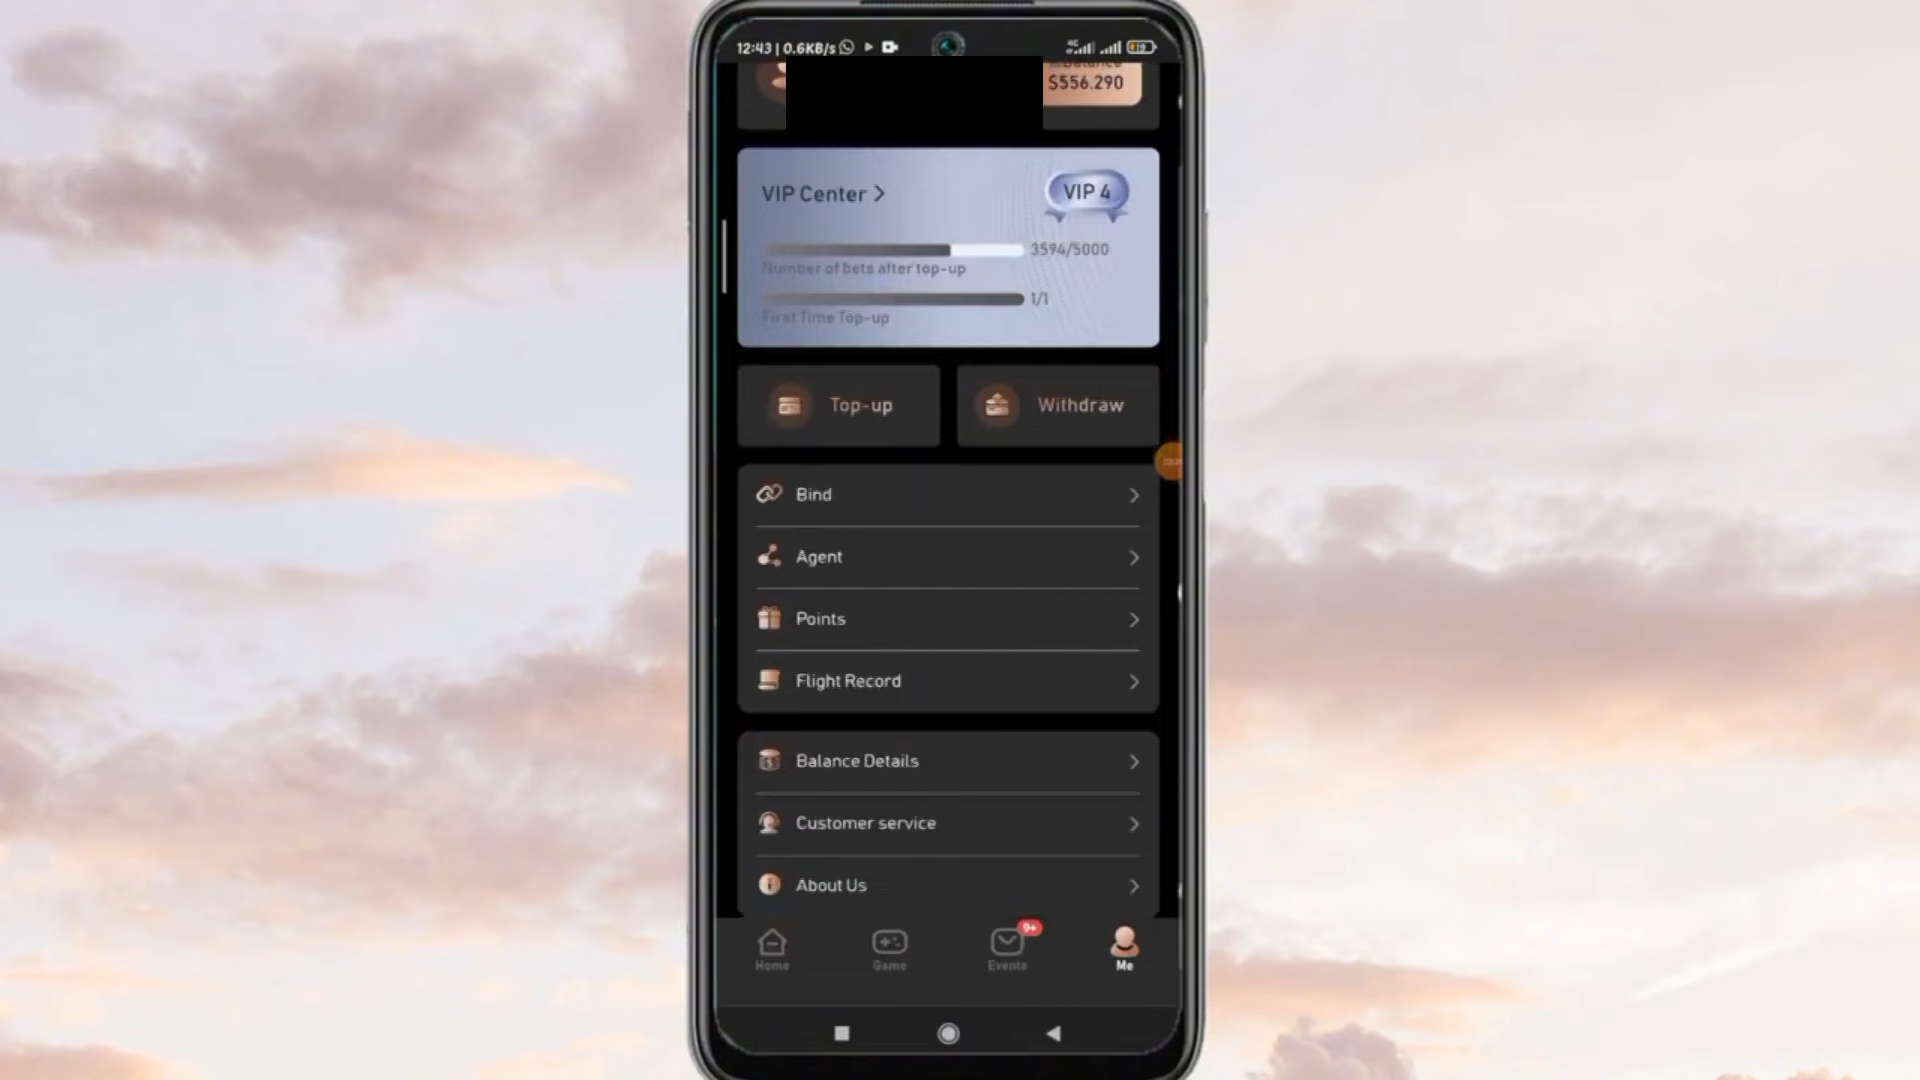 12:43 | 0.6KB/s
4G
19
Balance
$556.290
VIP Center >
VIP 4
3594/5000
Number of bets after top-up
1/1
First Time Top-up
Top-up
Withdraw
Bind
Agent
Points
Flight Record
Balance Details
Customer service
About Us
9+
Home
Game
Events
Me